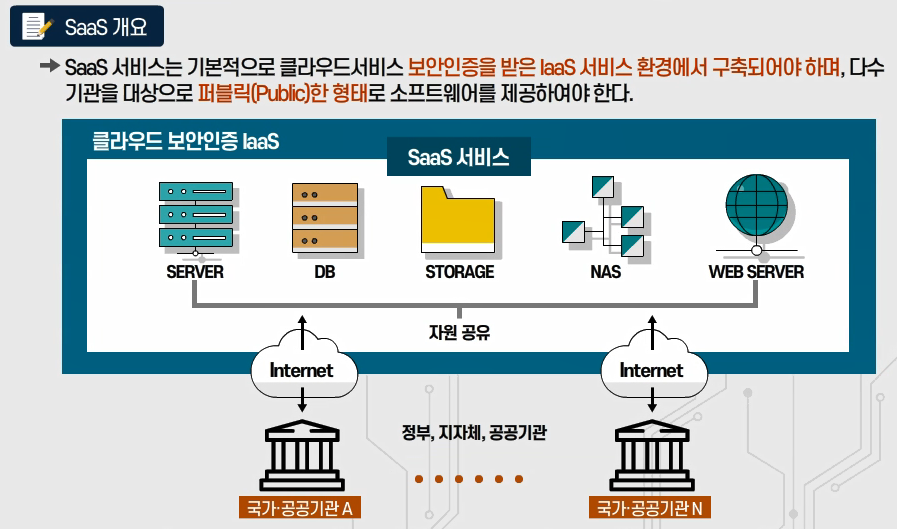 SaaS 개요
SaaS 서비스는 기본적으로 클라우드서비스 보안인증을 받은 IaaS 서비스 환경에서 구축되어야 하며, 다수
기관을 대상으로 퍼블릭(Public)한 형태로 소프트웨어를 제공하여야 한다.
클라우드 보안인증 IaaS
SaaS 서비스
SERVER
DB
STORAGE
NAS
WEB SERVER
자원 공유
Internet
Internet
정부, 지자체, 공공기관
국가·공공기관 A
국가·공공기관 N